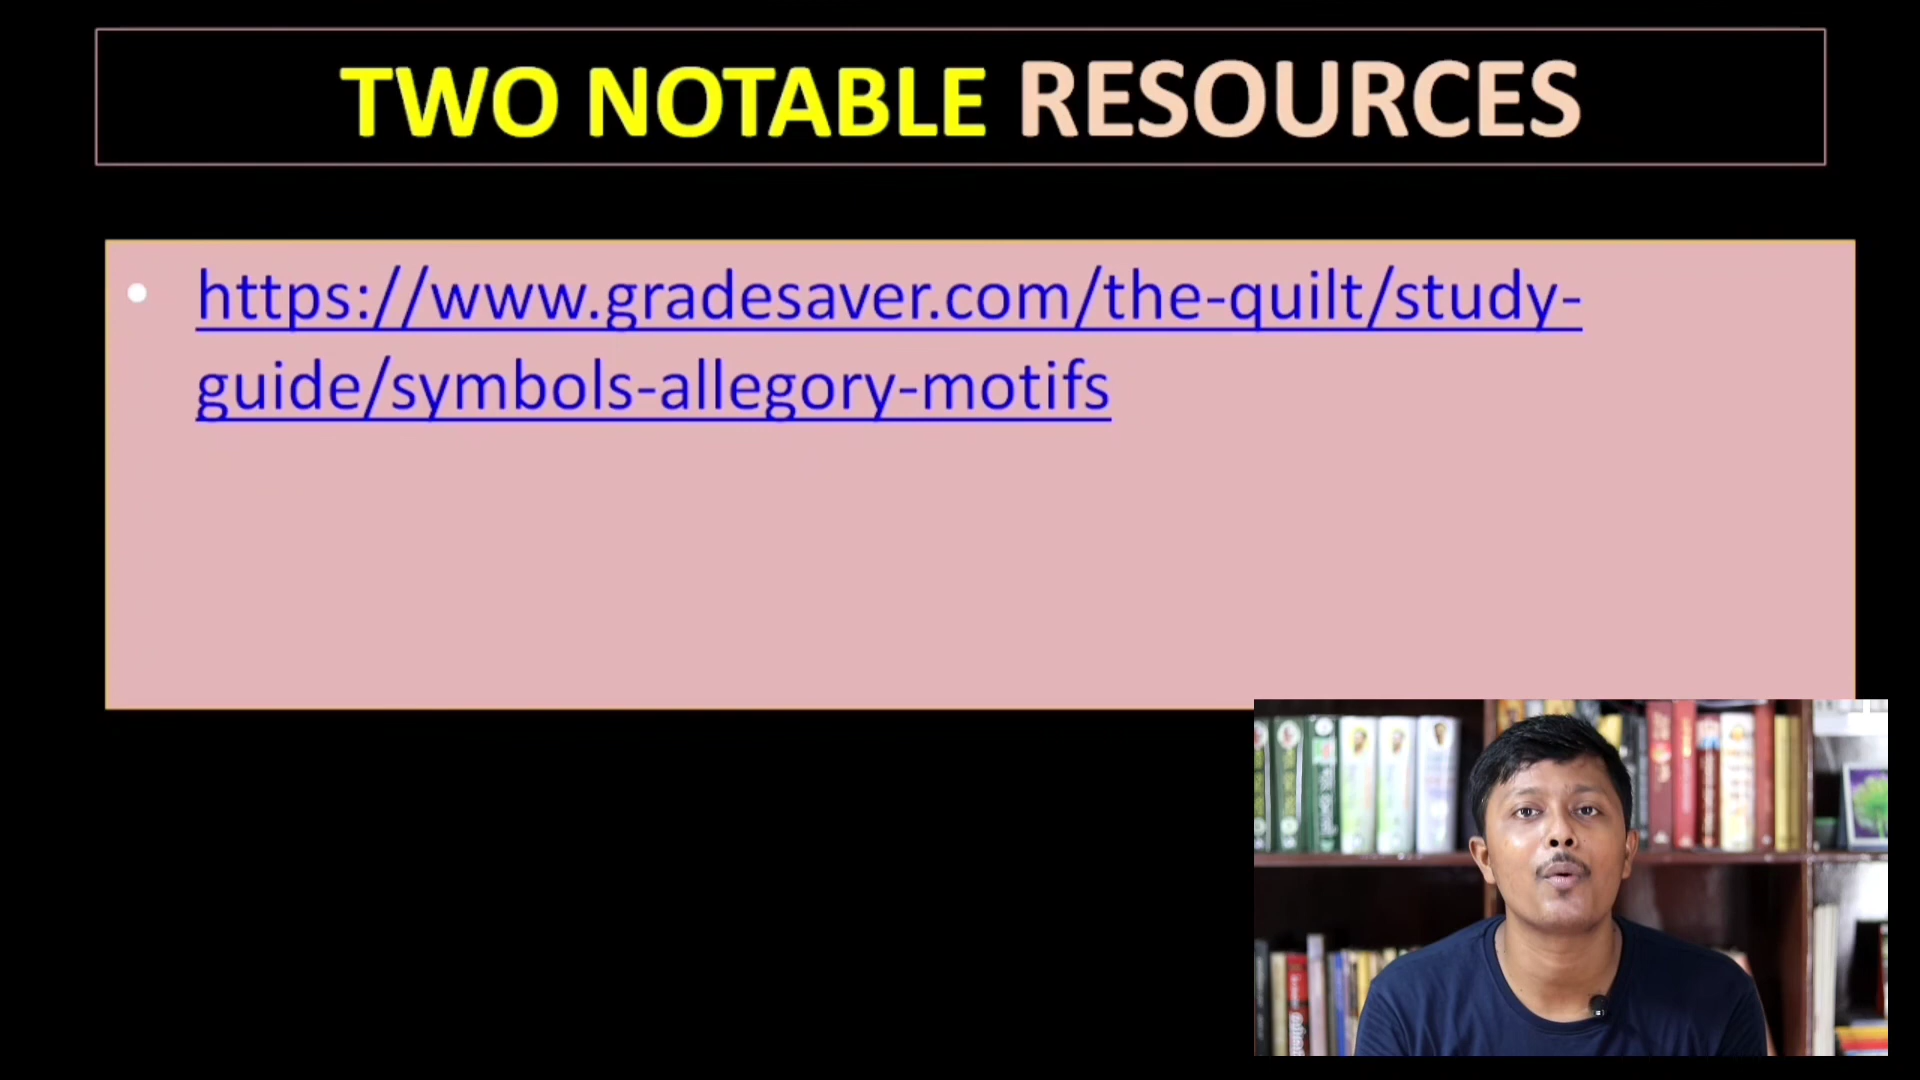 TWO NOTABLE RESOURCES
• https://www.gradesaver.com/the-quilt/study-
guide/symbols-allegory-motifs